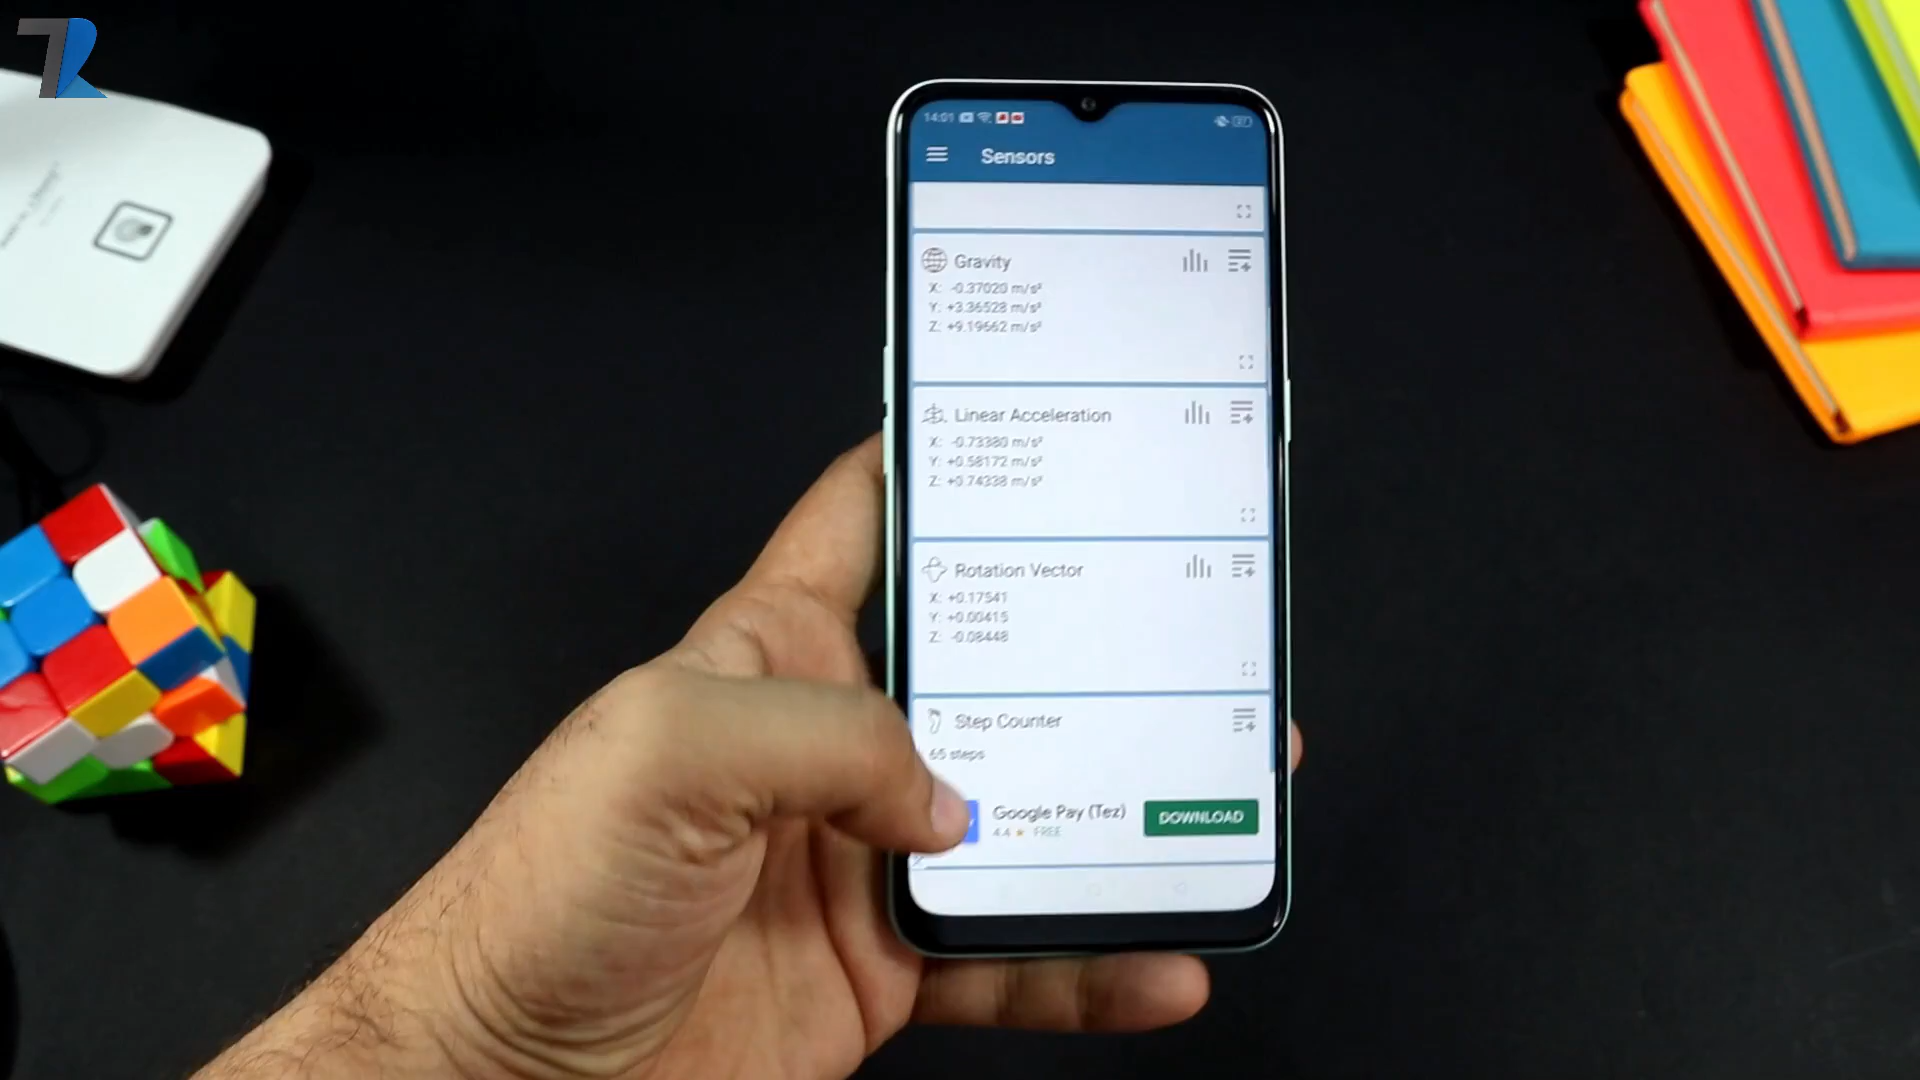 14:01
Sensors
Gravity
X: -0.37020 m/s²
Y: +3.36528 m/s²
Z: +9.19662 m/s²
Linear Acceleration
X: -0.73380 m/s²
Y: +0.58172 m/s²
Z: +0.74338 m/s²
Rotation Vector
X: +0.17541
Y: +0.00415
Z: -0.08448
Step Counter
65 steps
Google Pay (Tez)
4.4 ★ FREE
DOWNLOAD